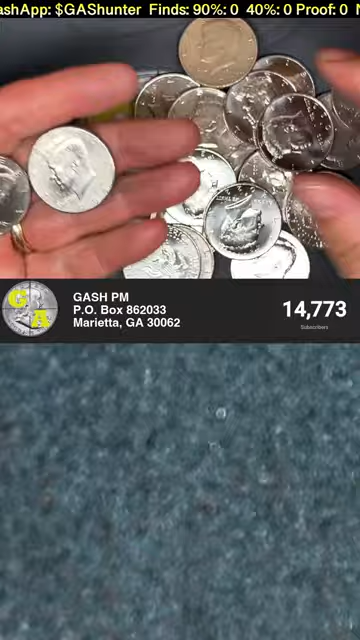 ashApp: $GAShunter Finds: 90%: 0 40%: 0 Proof: 0 N
GA
GASH PM
P.O. Box 862033
Marietta, GA 30062
14,773
Subscribers